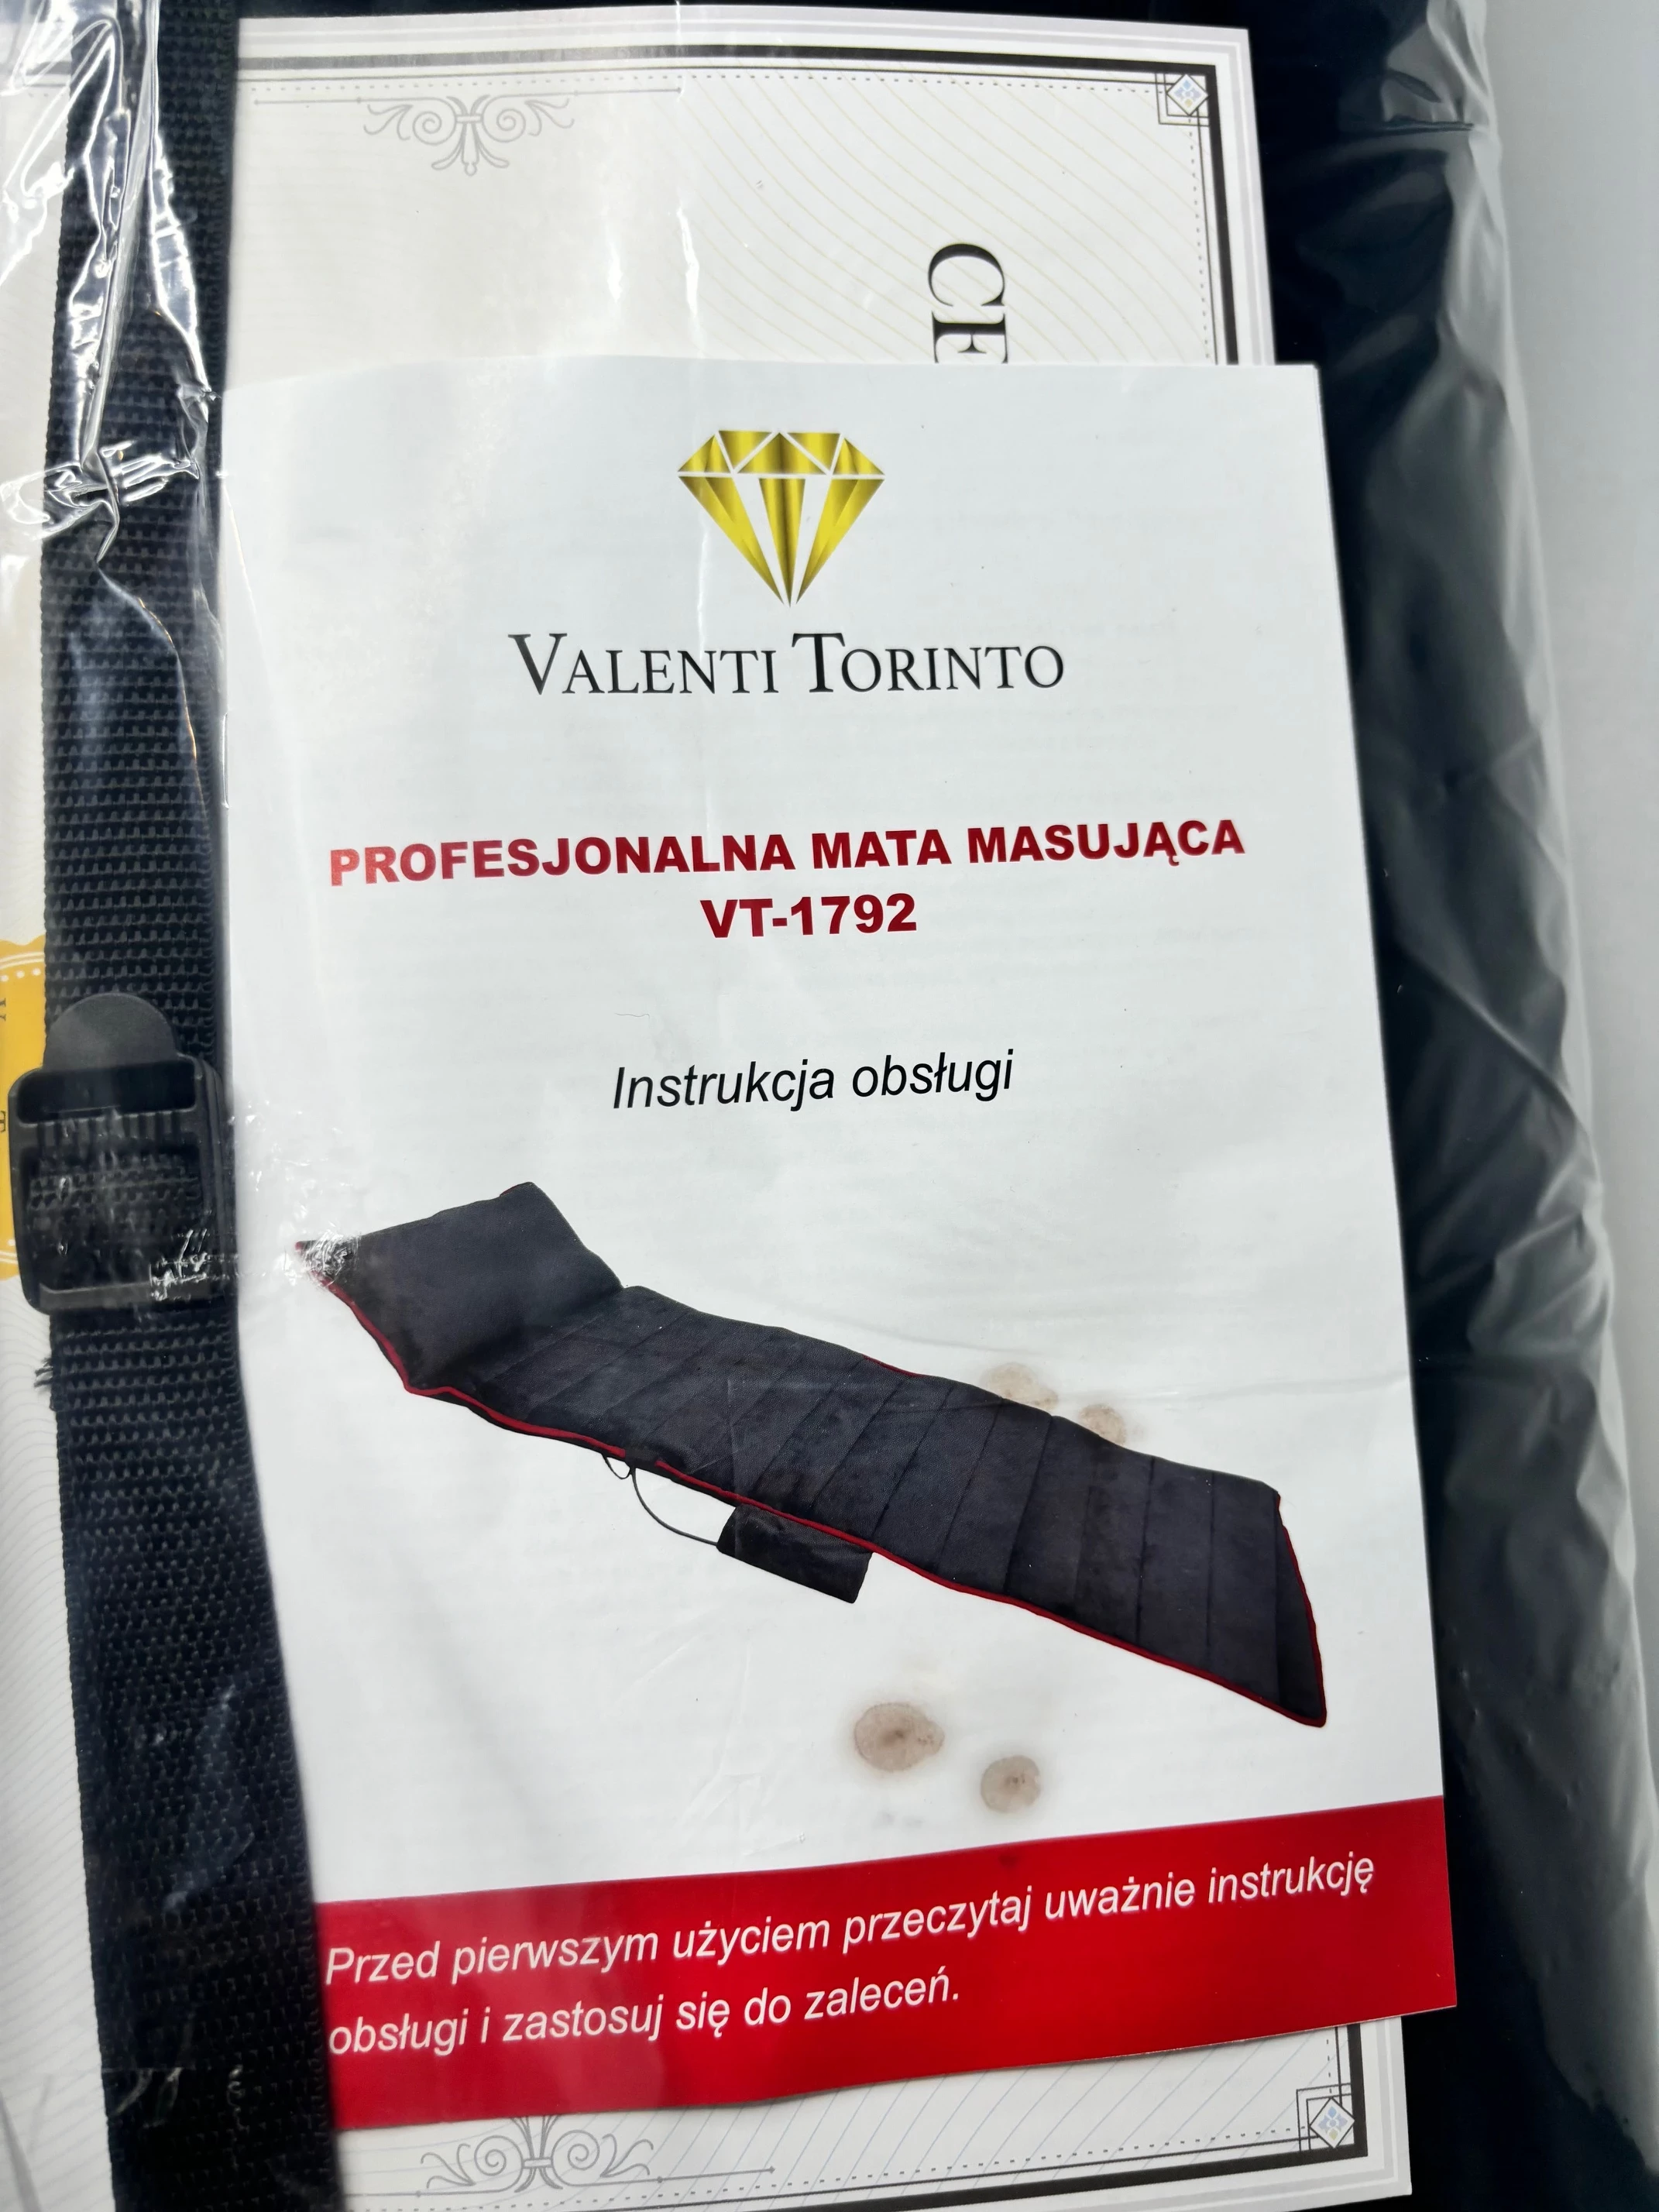 CE
VALENTI TORINTO
PROFESJONALNA MATA MASUJĄCA
VT-1792
Instrukcja obsługi
Przed pierwszym użyciem przeczytaj uważnie instrukcję
obsługi i zastosuj się do zaleceń.